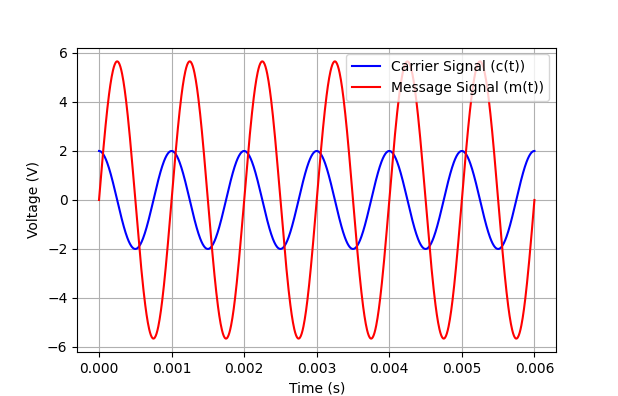 6
4
2
0
−2
−4
−6
Voltage (V)
Carrier Signal (c(t))
Message Signal (m(t))
0.000 0.001 0.002 0.003 0.004 0.005 0.006
Time (s)